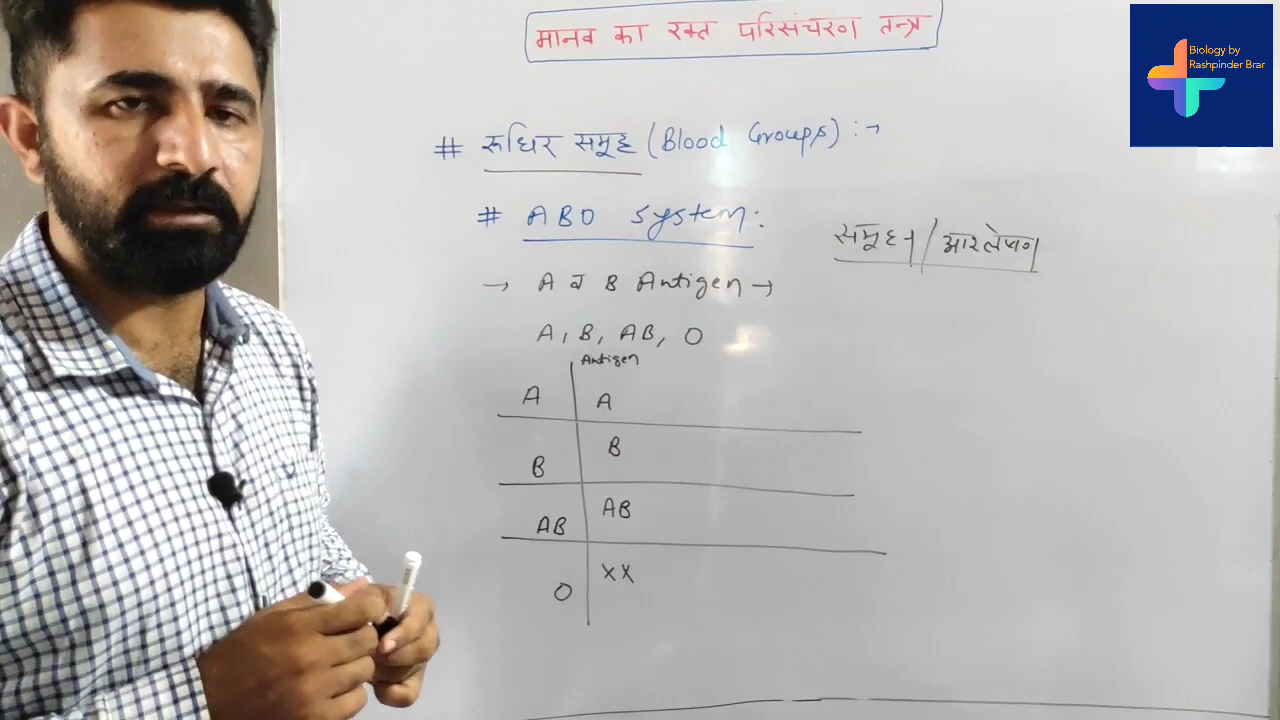 मानव का रक्त परिसंचरण तन्त्र
Biology by
Rashpinder Brar
# रुधिर समूह (Blood Groups) :→
# ABO system:
समूहन / आश्लेषण
→ A व B Antigen →
A, B, AB, O
Antigen
A A
B B
AB AB
O XX